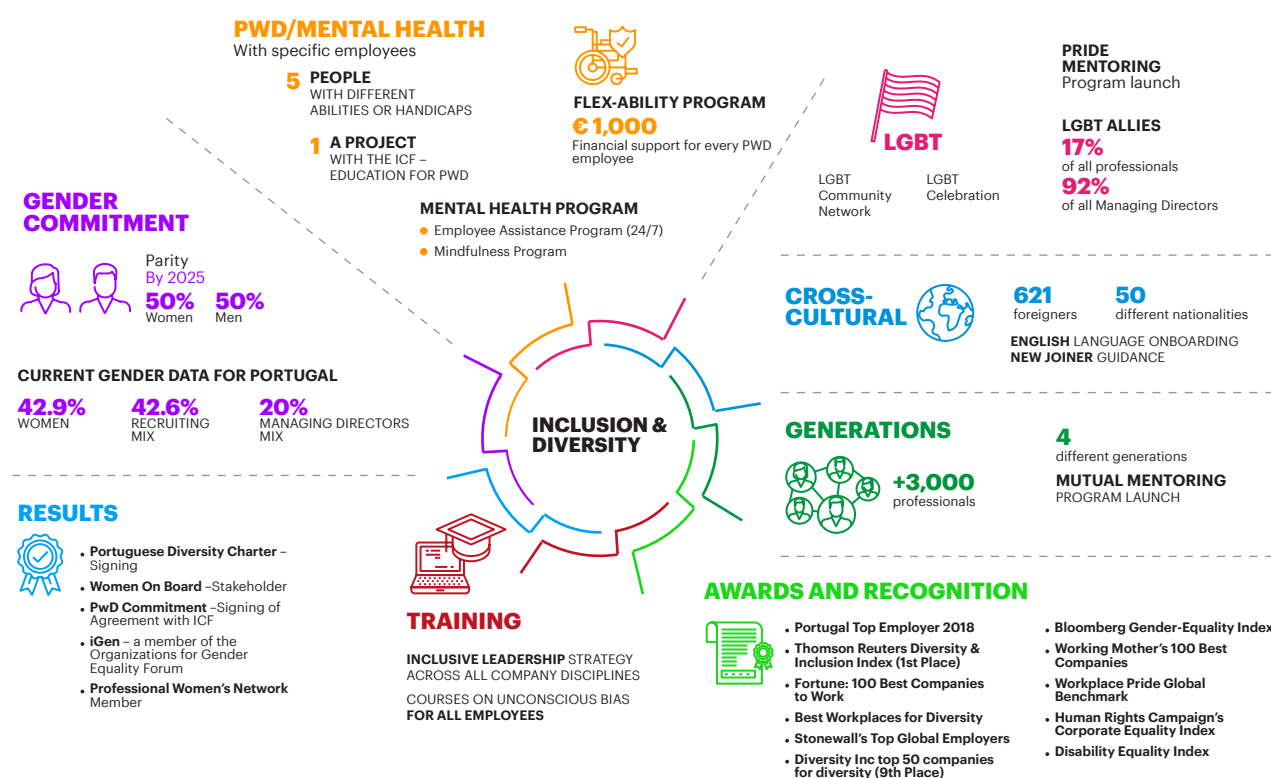 PWD/MENTAL HEALTH
With specific employees
5 PEOPLE
WITH DIFFERENT
ABILITIES OR HANDICAPS
1 A PROJECT
WITH THE ICF –
EDUCATION FOR PWD
FLEX-ABILITY PROGRAM
€ 1,000
Financial support for every PWD
employee
MENTAL HEALTH PROGRAM
• Employee Assistance Program (24/7)
• Mindfulness Program
LGBT
LGBT
Community
Network
LGBT
Celebration
PRIDE
MENTORING
Program launch
LGBT ALLIES
17%
of all professionals
92%
of all Managing Directors
GENDER
COMMITMENT
Parity
By 2025
50% 50%
Women Men
CURRENT GENDER DATA FOR PORTUGAL
42.9%
WOMEN
42.6%
RECRUITING
MIX
20%
MANAGING DIRECTORS
MIX
CROSS-
CULTURAL
621
foreigners
50
different nationalities
ENGLISH LANGUAGE ONBOARDING
NEW JOINER GUIDANCE
INCLUSION &
DIVERSITY
GENERATIONS
+3,000
professionals
4
different generations
MUTUAL MENTORING
PROGRAM LAUNCH
RESULTS
• Portuguese Diversity Charter –
Signing
• Women On Board –Stakeholder
• PwD Commitment –Signing of
Agreement with ICF
• iGen – a member of the
Organizations for Gender
Equality Forum
• Professional Women's Network
Member
TRAINING
INCLUSIVE LEADERSHIP STRATEGY
ACROSS ALL COMPANY DISCIPLINES
COURSES ON UNCONSCIOUS BIAS
FOR ALL EMPLOYEES
AWARDS AND RECOGNITION
• Portugal Top Employer 2018
• Thomson Reuters Diversity &
Inclusion Index (1st Place)
• Fortune: 100 Best Companies
to Work
• Best Workplaces for Diversity
• Stonewall's Top Global Employers
• Diversity Inc top 50 companies
for diversity (9th Place)
• Bloomberg Gender-Equality Index
• Working Mother's 100 Best
Companies
• Workplace Pride Global
Benchmark
• Human Rights Campaign's
Corporate Equality Index
• Disability Equality Index